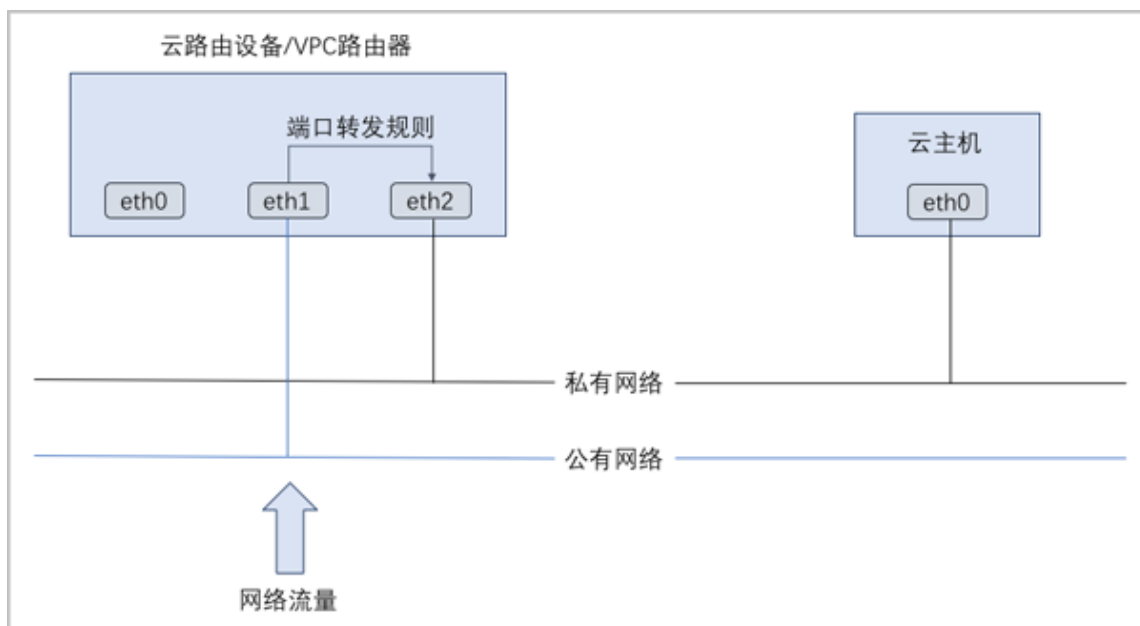 云路由设备/VPC路由器
端口转发规则
云主机
eth0
eth1
eth2
eth0
私有网络
公有网络
网络流量